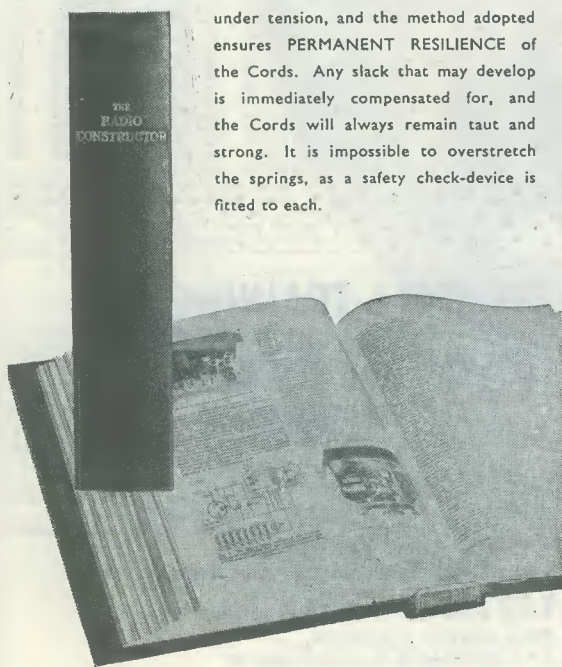 under tension, and the method adopted
ensures PERMANENT RESILIENCE of
the Cords. Any slack that may develop
is immediately compensated for, and
the Cords will always remain taut and
strong. It is impossible to overstretch
the springs, as a safety check-device is
fitted to each.
THE
RADIO
CONSTRUCTOR